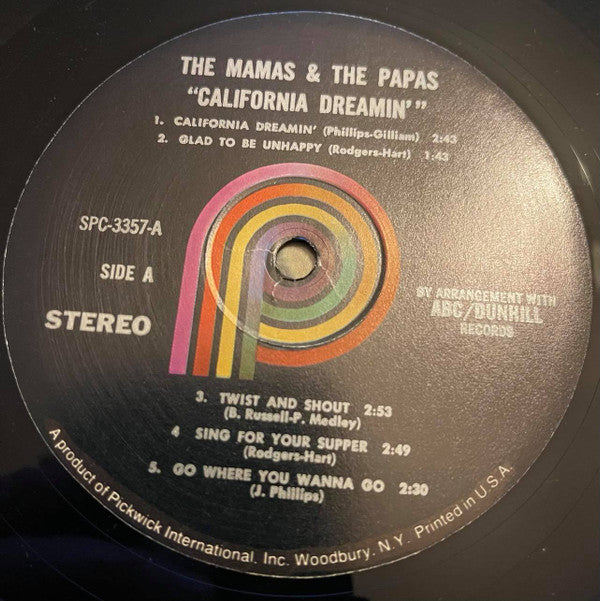 THE MAMAS & THE PAPAS
"CALIFORNIA DREAMIN'"
1. CALIFORNIA DREAMIN' (Phillips-Gilliam) 2:43
2. GLAD TO BE UNHAPPY (Rodgers-Hart) 1:43
SPC-3357-A
SIDE A
STEREO
BY ARRANGEMENT WITH
ABC/DUNHILL
RECORDS
3. TWIST AND SHOUT 2:53
(B. Russell-P. Medley)
4 SING FOR YOUR SUPPER 2:49
(Rodgers-Hart)
5. GO WHERE YOU WANNA GO 2:30
(J. Phillips)
A product of Pickwick International. Inc. Woodbury. N.Y. Printed in U.S.A.